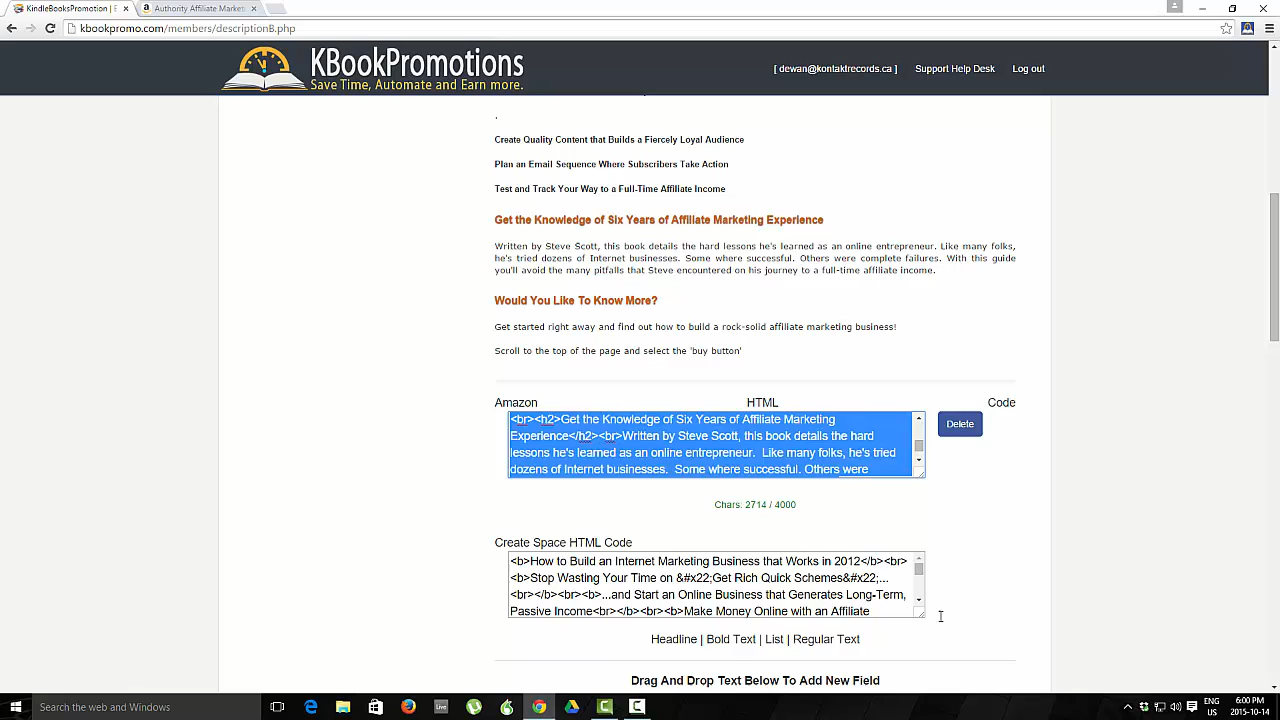 KindleBooksPromotion | E
Authority Affiliate Market
kbookpromo.com/members/descriptionB.php
KBookPromotions
Save Time, Automate and Earn more.
[ dewan@kontaktrecords.ca ] Support Help Desk Log out
.
Create Quality Content that Builds a Fiercely Loyal Audience
Plan an Email Sequence Where Subscribers Take Action
Test and Track Your Way to a Full-Time Affiliate Income
Get the Knowledge of Six Years of Affiliate Marketing Experience
Written by Steve Scott, this book details the hard lessons he's learned as an online entrepreneur. Like many folks,
he's tried dozens of Internet businesses. Some where successful. Others were complete failures. With this guide
you'll avoid the many pitfalls that Steve encountered on his journey to a full-time affiliate income.
Would You Like To Know More?
Get started right away and find out how to build a rock-solid affiliate marketing business!
Scroll to the top of the page and select the 'buy button'
Amazon HTML Code
<br><h2>Get the Knowledge of Six Years of Affiliate Marketing
Experience</h2><br>Written by Steve Scott, this book details the hard
lessons he's learned as an online entrepreneur.  Like many folks, he's tried
dozens of Internet businesses.  Some where successful. Others were
Delete
Chars: 2714 / 4000
Create Space HTML Code
<b>How to Build an Internet Marketing Business that Works in 2012</b><br>
<b>Stop Wasting Your Time on &#x22;Get Rich Quick Schemes&#x22;...
<br></b><br><b>...and Start an Online Business that Generates Long-Term,
Passive Income<br></b><br><b>Make Money Online with an Affiliate
Headline | Bold Text | List | Regular Text
Drag And Drop Text Below To Add New Field
Search the web and Windows
Live
ENG
US
6:00 PM
2015-10-14